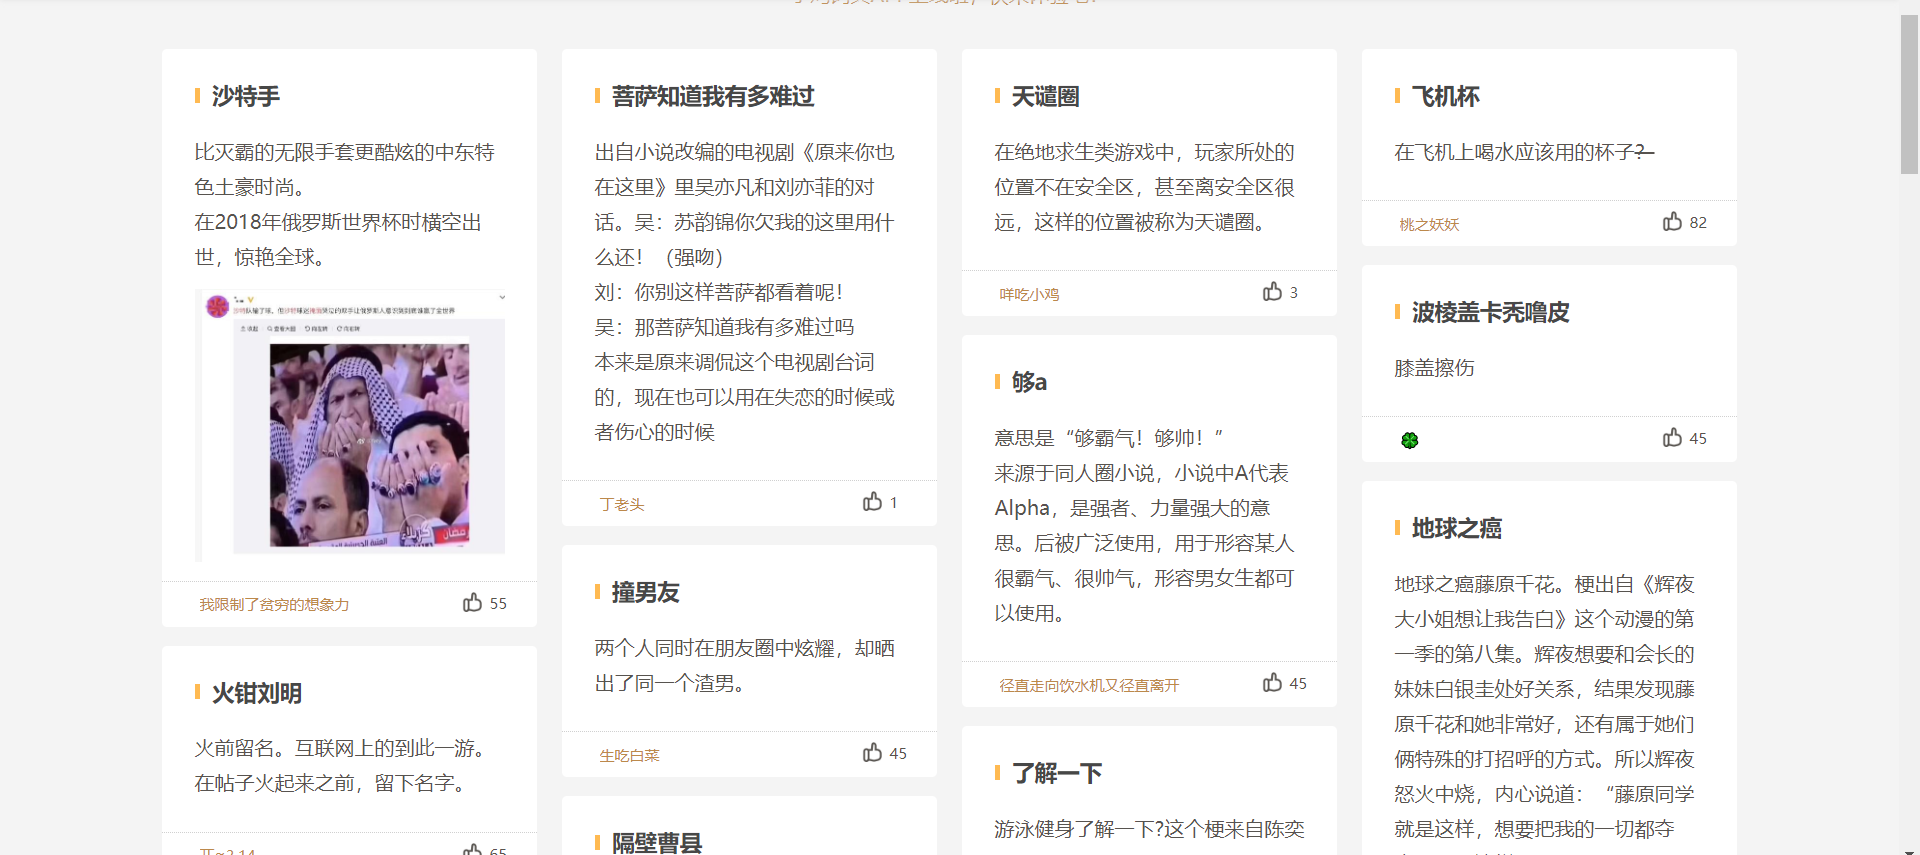 沙特手
比灭霸的无限手套更酷炫的中东特
色土豪时尚。
在2018年俄罗斯世界杯时横空出
世，惊艳全球。
我限制了贫穷的想象力
55
火钳刘明
火前留名。互联网上的到此一游。
在帖子火起来之前，留下名字。
65
菩萨知道我有多难过
出自小说改编的电视剧《原来你也
在这里》里吴亦凡和刘亦菲的对
话。吴：苏韵锦你欠我的这里用什
么还！（强吻）
刘：你别这样菩萨都看着呢！
吴：那菩萨知道我有多难过吗
本来是原来调侃这个电视剧台词
的，现在也可以用在失恋的时候或
者伤心的时候
丁老头
1
撞男友
两个人同时在朋友圈中炫耀，却晒
出了同一个渣男。
生吃白菜
45
隔壁曹县
天谴圈
在绝地求生类游戏中，玩家所处的
位置不在安全区，甚至离安全区很
远，这样的位置被称为天谴圈。
咩吃小鸡
3
够a
意思是“够霸气！够帅！”
来源于同人圈小说，小说中A代表
Alpha，是强者、力量强大的意
思。后被广泛使用，用于形容某人
很霸气、很帅气，形容男女生都可
以使用。
径直走向饮水机又径直离开
45
了解一下
游泳健身了解一下?这个梗来自陈奕
飞机杯
在飞机上喝水应该用的杯子?
桃之妖妖
82
波棱盖卡秃噜皮
膝盖擦伤
45
地球之癌
地球之癌藤原千花。梗出自《辉夜
大小姐想让我告白》这个动漫的第
一季的第八集。辉夜想要和会长的
妹妹白银圭处好关系，结果发现藤
原千花和她非常好，还有属于她们
俩特殊的打招呼的方式。所以辉夜
怒火中烧，内心说道：“藤原同学
就是这样，想要把我的一切都夺